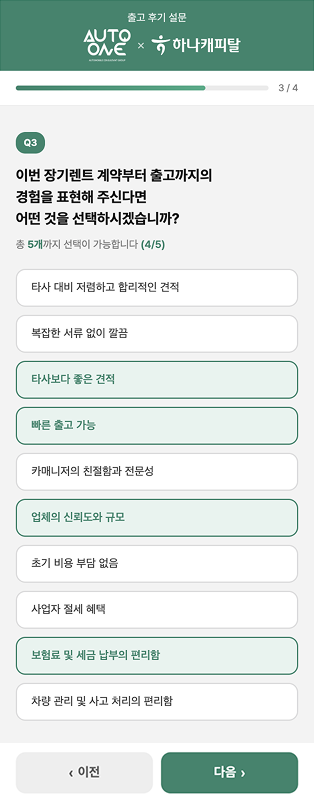 출고 후기 설문
AUTO ONE × 하나캐피탈
3 / 4
Q3
이번 장기렌트 계약부터 출고까지의
경험을 표현해 주신다면
어떤 것을 선택하시겠습니까?
총 5개까지 선택이 가능합니다 (4/5)
타사 대비 저렴하고 합리적인 견적
복잡한 서류 없이 깔끔
타사보다 좋은 견적
빠른 출고 가능
카매니저의 친절함과 전문성
업체의 신뢰도와 규모
초기 비용 부담 없음
사업자 절세 혜택
보험료 및 세금 납부의 편리함
차량 관리 및 사고 처리의 편리함
‹ 이전
다음 ›